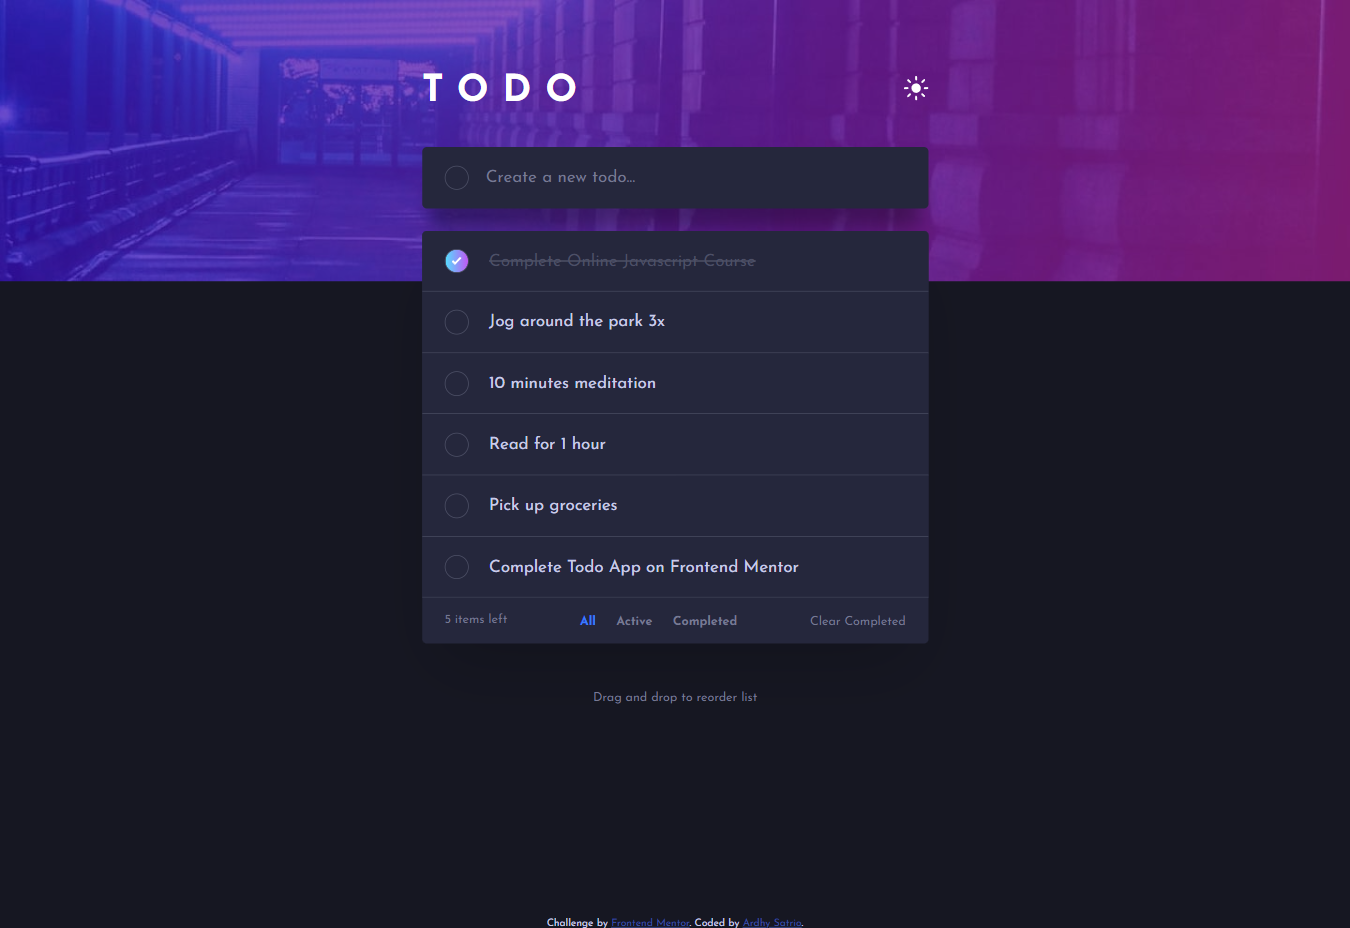 TODO
Create a new todo...
Complete Online Javascript Course
Jog around the park 3x
10 minutes meditation
Read for 1 hour
Pick up groceries
Complete Todo App on Frontend Mentor
5 items left All Active Completed Clear Completed
Drag and drop to reorder list
Challenge by Frontend Mentor. Coded by Ardhy Satria.